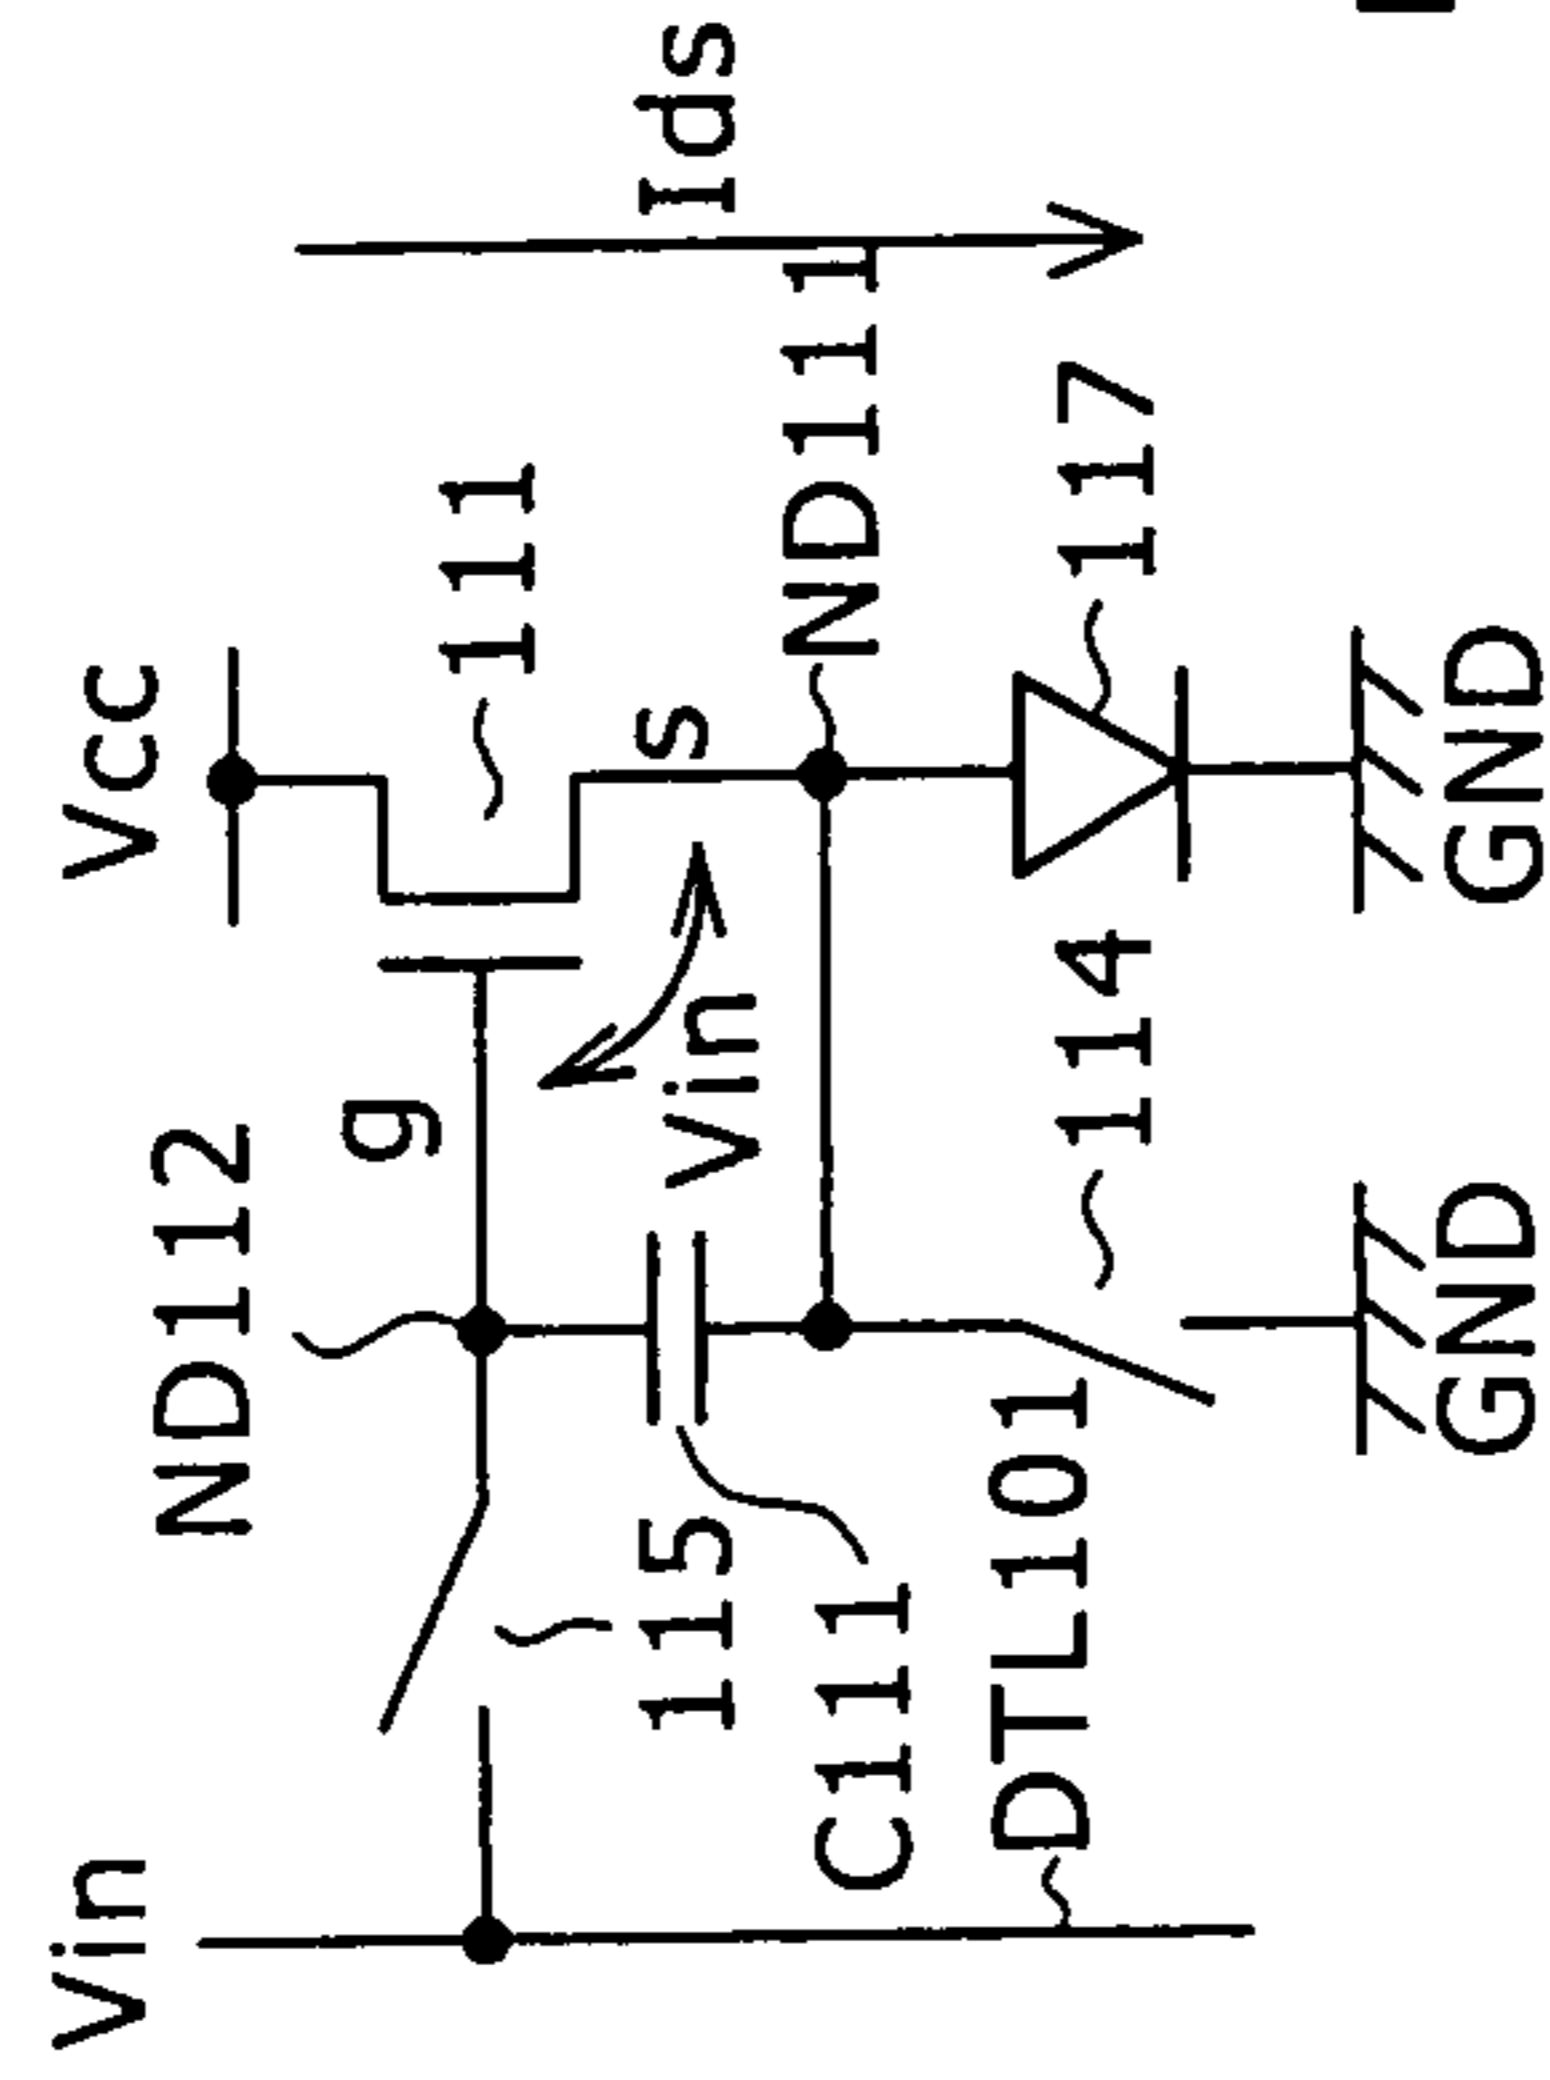 Vin
ND112
g
Vcc
111
115
Vin
s
Ids
C111
ND111
DTL101
114
117
GND
GND